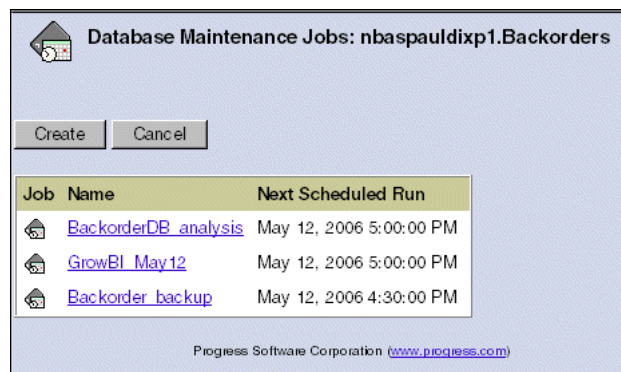 Database Maintenance Jobs: nbaspauldixp1.Backorders
Create Cancel
Job Name Next Scheduled Run
BackorderDB_analysis May 12, 2006 5:00:00 PM
GrowBI_May12 May 12, 2006 5:00:00 PM
Backorder_backup May 12, 2006 4:30:00 PM
Progress Software Corporation (www.progress.com)